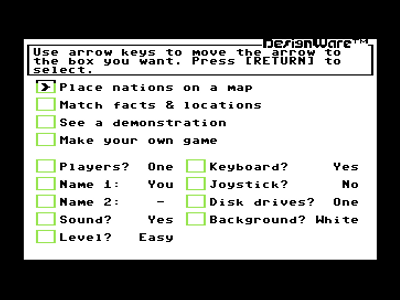 DesignWare™
Use arrow keys to move the arrow to
the box you want. Press [RETURN] to
select.
Place nations on a map
Match facts & locations
See a demonstration
Make your own game
Players? One Keyboard? Yes
Name 1: You Joystick? No
Name 2: - Disk drives? One
Sound? Yes Background? White
Level? Easy